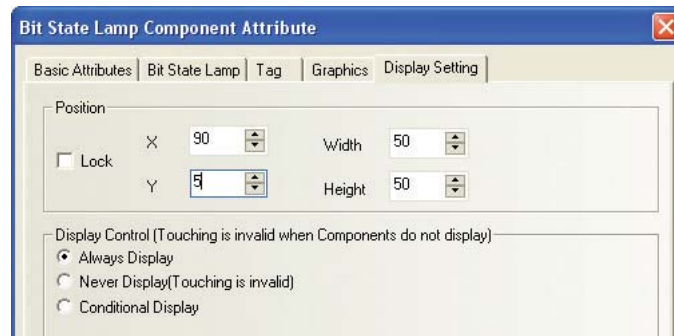 Bit State Lamp Component Attribute
Basic Attributes Bit State Lamp Tag Graphics Display Setting
Position
X 90 Width 50
Lock
Y 5 Height 50
Display Control (Touching is invalid when Components do not display)
Always Display
Never Display(Touching is invalid)
Conditional Display